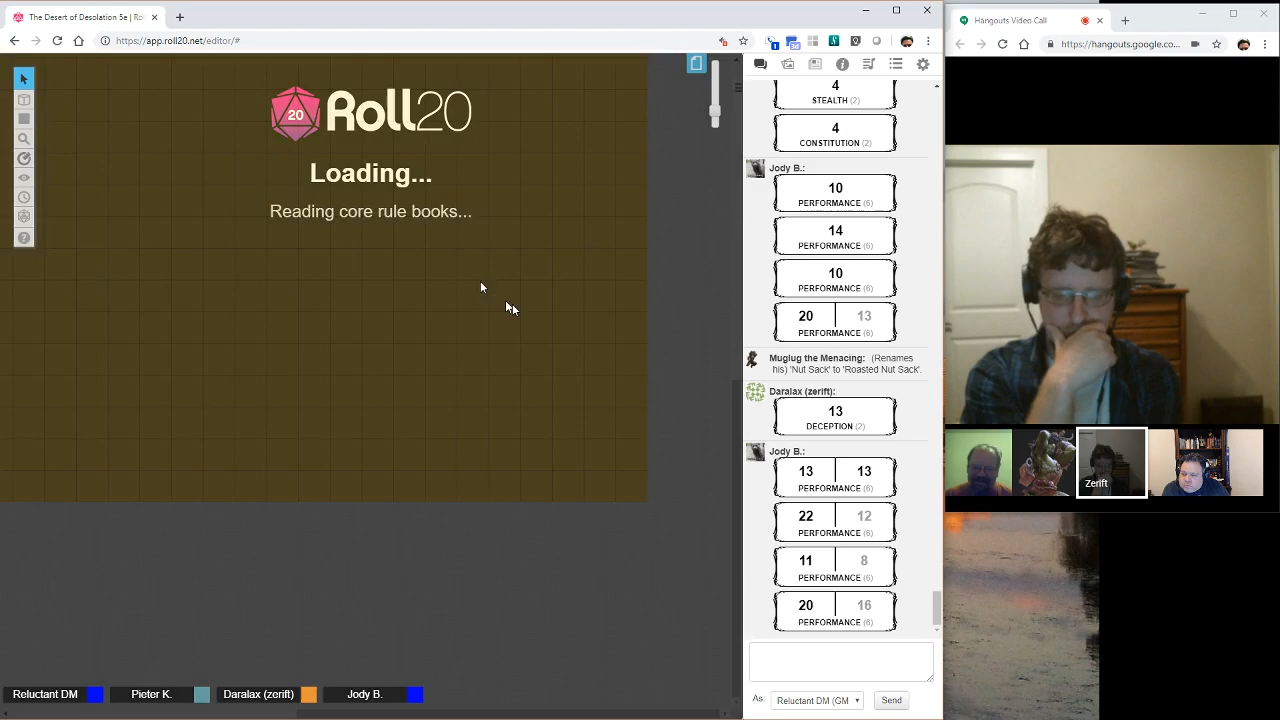 The Desert of Desolation 5e | Rol
Hangouts Video Call
https://app.roll20.net/editor/#
https://hangouts.google.co...
20
Roll20
Loading...
Reading core rule books...
4
STEALTH (2)
4
CONSTITUTION (2)
Jody B.:
10
PERFORMANCE (6)
14
PERFORMANCE (6)
10
PERFORMANCE (6)
20 13
PERFORMANCE (6)
Muglug the Menacing: (Renames
his) 'Nut Sack' to 'Roasted Nut Sack'.
Daralax (zerift):
13
DECEPTION (2)
Jody B.:
13 13
PERFORMANCE (6)
22 12
PERFORMANCE (6)
11 8
PERFORMANCE (6)
20 16
PERFORMANCE (6)
Zerift
As: Reluctant DM (GM
Send
Reluctant DM
Pieter K.
Daralax (zerift)
Jody B.